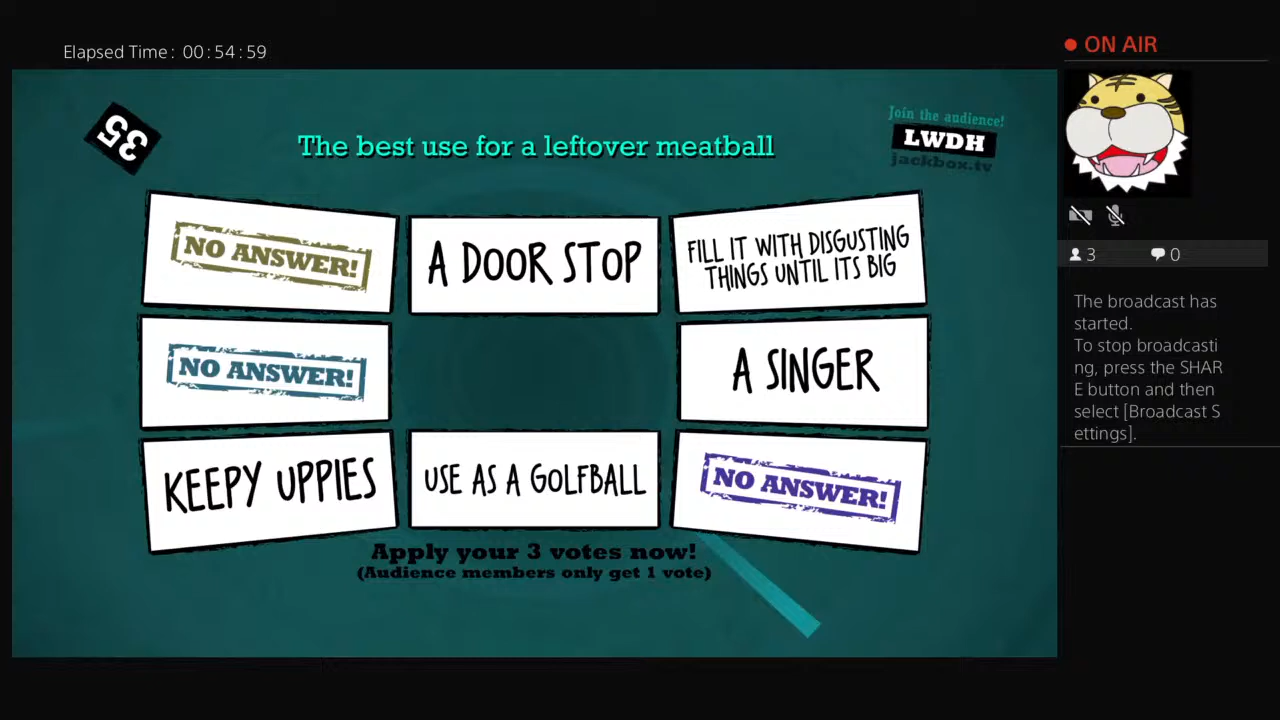 Elapsed Time: 00:54:59
ON AIR
35
The best use for a leftover meatball
Join the audience!
LWDH
jackbox.tv
NO ANSWER!
A DOOR STOP
FILL IT WITH DISGUSTING
THINGS UNTIL ITS BIG
NO ANSWER!
A SINGER
KEEPY UPPIES
USE AS A GOLFBALL
NO ANSWER!
Apply your 3 votes now!
(Audience members only get 1 vote)
3
0
The broadcast has
started.
To stop broadcasti
ng, press the SHAR
E button and then
select [Broadcast S
ettings].